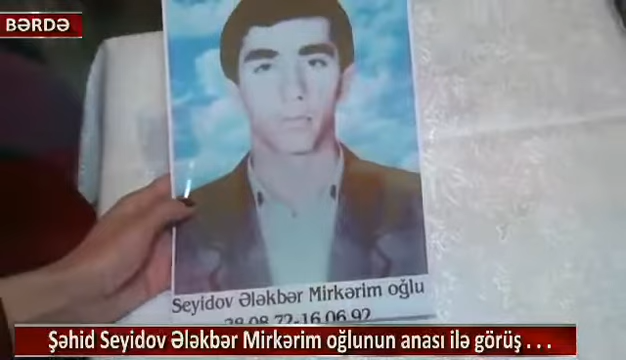 BƏRDƏ
Seyidov Ələkbər Mirkərim oğlu
28.08.72-16.06.92
Şəhid Seyidov Ələkbər Mirkərim oğlunun anası ilə görüş . . .